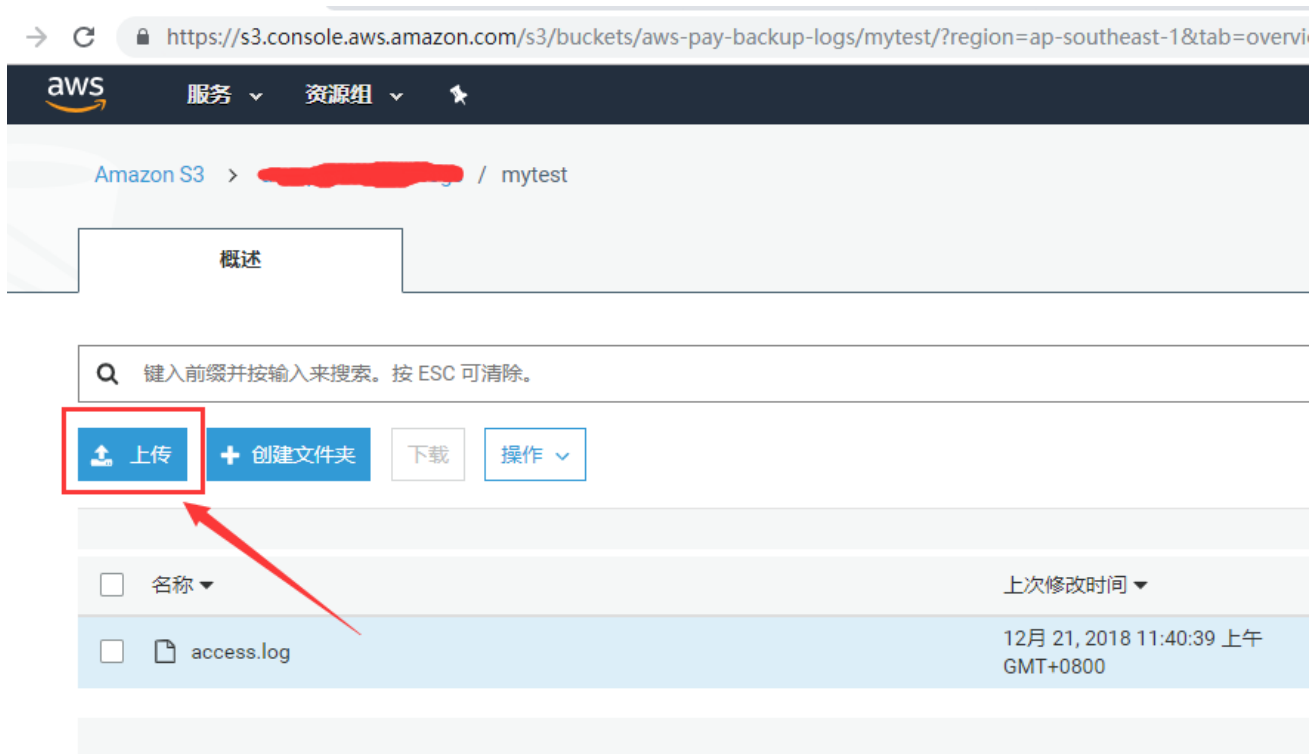 https://s3.console.aws.amazon.com/s3/buckets/aws-pay-backup-logs/mytest/?region=ap-southeast-1&tab=overvi
aws 服务 资源组
Amazon S3 > / mytest
概述
键入前缀并按输入来搜索。按 ESC 可清除。
上传 创建文件夹 下载 操作
名称 上次修改时间
access.log 12月 21, 2018 11:40:39 上午
GMT+0800